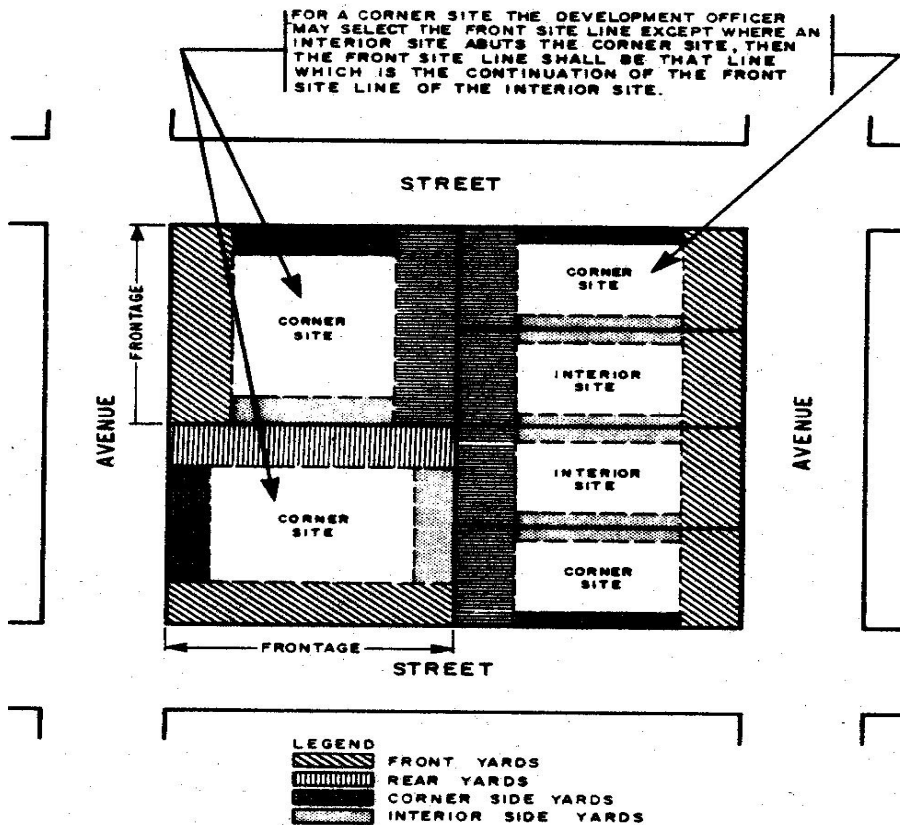 FOR A CORNER SITE THE DEVELOPMENT OFFICER
MAY SELECT THE FRONT SITE LINE EXCEPT WHERE AN
INTERIOR SITE ABUTS THE CORNER SITE, THEN
THE FRONT SITE LINE SHALL BE THAT LINE
WHICH IS THE CONTINUATION OF THE FRONT
SITE LINE OF THE INTERIOR SITE.
STREET
FRONTAGE
AVENUE
CORNER
SITE
CORNER
SITE
CORNER
SITE
INTERIOR
SITE
INTERIOR
SITE
CORNER
SITE
AVENUE
FRONTAGE
STREET
LEGEND
FRONT YARDS
REAR YARDS
CORNER SIDE YARDS
INTERIOR SIDE YARDS